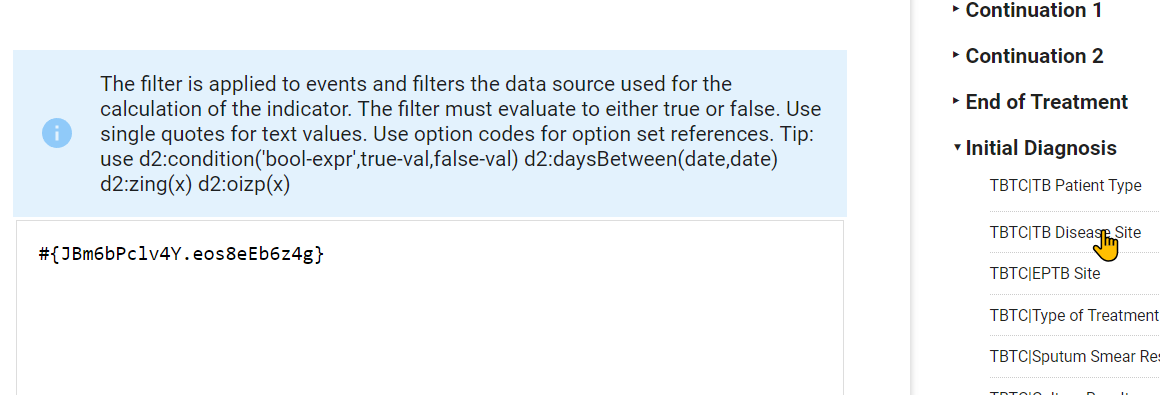 The filter is applied to events and filters the data source used for the
calculation of the indicator. The filter must evaluate to either true or false. Use
single quotes for text values. Use option codes for option set references. Tip:
use d2:condition('bool-expr',true-val,false-val) d2:daysBetween(date,date)
d2:zing(x) d2:oizp(x)
#{JBm6bPclv4Y.eos8eEb6z4g}
Continuation 1
Continuation 2
End of Treatment
Initial Diagnosis
TBTC|TB Patient Type
TBTC|TB Disease Site
TBTC|EPTB Site
TBTC|Type of Treatment
TBTC|Sputum Smear Res